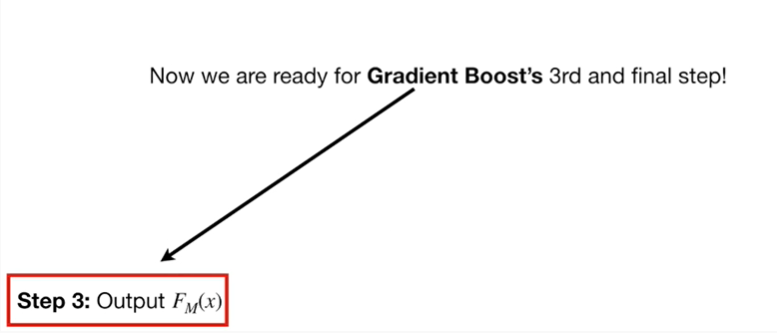 Now we are ready for Gradient Boost's 3rd and final step!
Step 3: Output F_M(x)